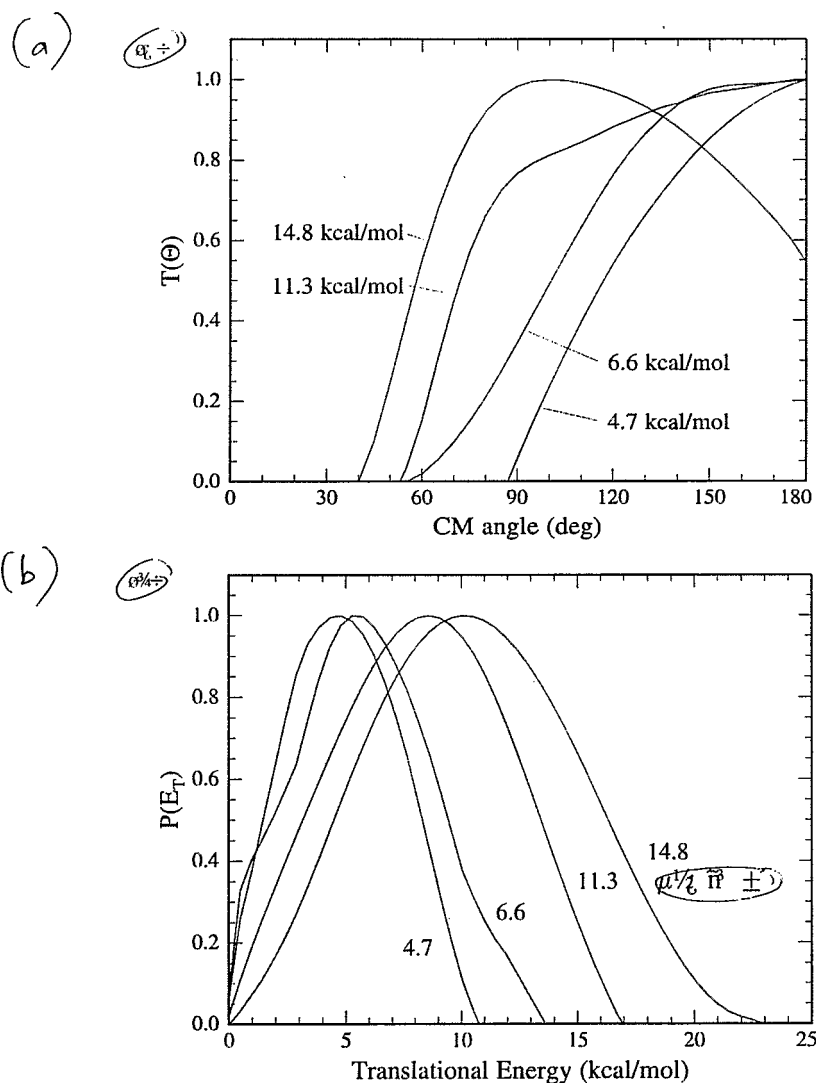 (a)
1.0
0.8
0.6
0.4
0.2
0.0
T(Θ)
14.8 kcal/mol
11.3 kcal/mol
6.6 kcal/mol
4.7 kcal/mol
0 30 60 90 120 150 180
CM angle (deg)
(b)
1.0
0.8
0.6
0.4
0.2
0.0
P(E_T)
14.8
11.3
6.6
4.7
0 5 10 15 20 25
Translational Energy (kcal/mol)